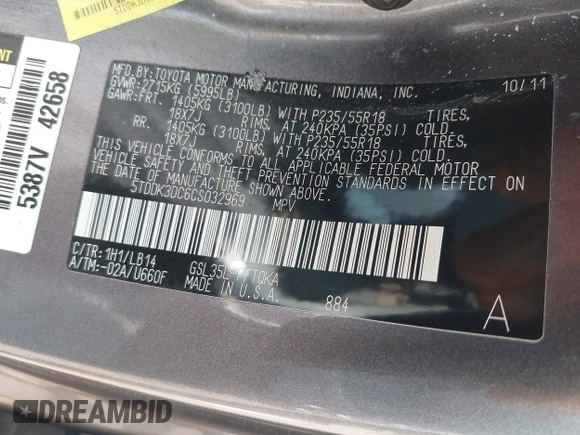 5TDDK3DC
MFD.BY:TOYOTA MOTOR MANUFACTURING, INDIANA, INC. 10/11
GVWR:2715KG (5995LB)
GAWR:FRT. 1405KG (3100LB) WITH P235/55R18 TIRES,
18X7J RIMS, AT 240KPA (35PSI) COLD
RR. 1405KG (3100LB) WITH P235/55R18 TIRES,
18X7J RIMS, AT 240KPA (35PSI) COLD.
THIS VEHICLE CONFORMS TO ALL APPLICABLE FEDERAL MOTOR
VEHICLE SAFETY AND THEFT PREVENTION STANDARDS IN EFFECT ON
THE DATE OF MANUFACTURE SHOWN ABOVE.
5TDDK3DC6CS032969 MPV
C/TR:1H1/LB14
A/TM:-02A/U660F
GSL35L- TQKA
MADE IN U.S.A.
884
A
5387V 42658
DREAMBID